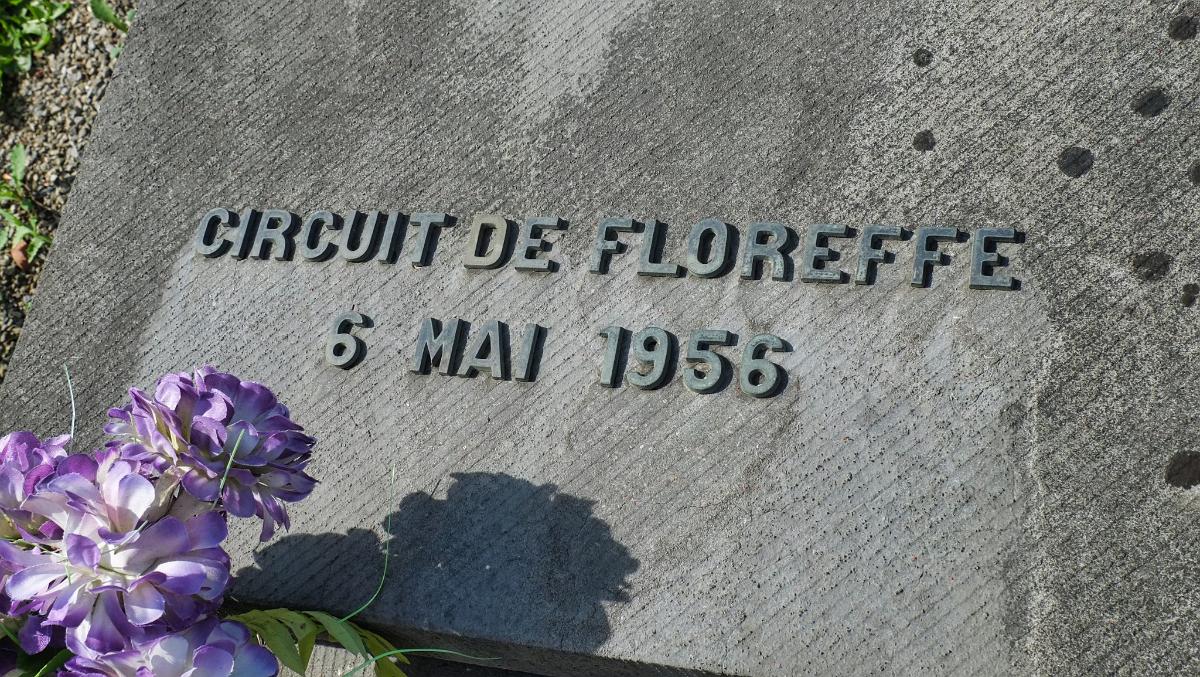 CIRCUIT DE FLOREFFE
6 MAI 1956